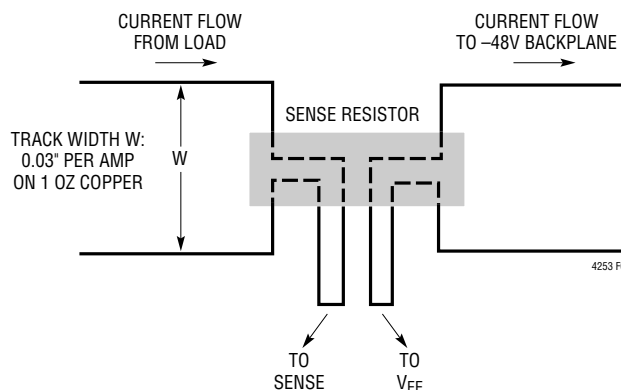 CURRENT FLOW
FROM LOAD
CURRENT FLOW
TO –48V BACKPLANE
SENSE RESISTOR
TRACK WIDTH W:
0.03" PER AMP
ON 1 OZ COPPER
W
4253 F
TO
SENSE
TO
VEE